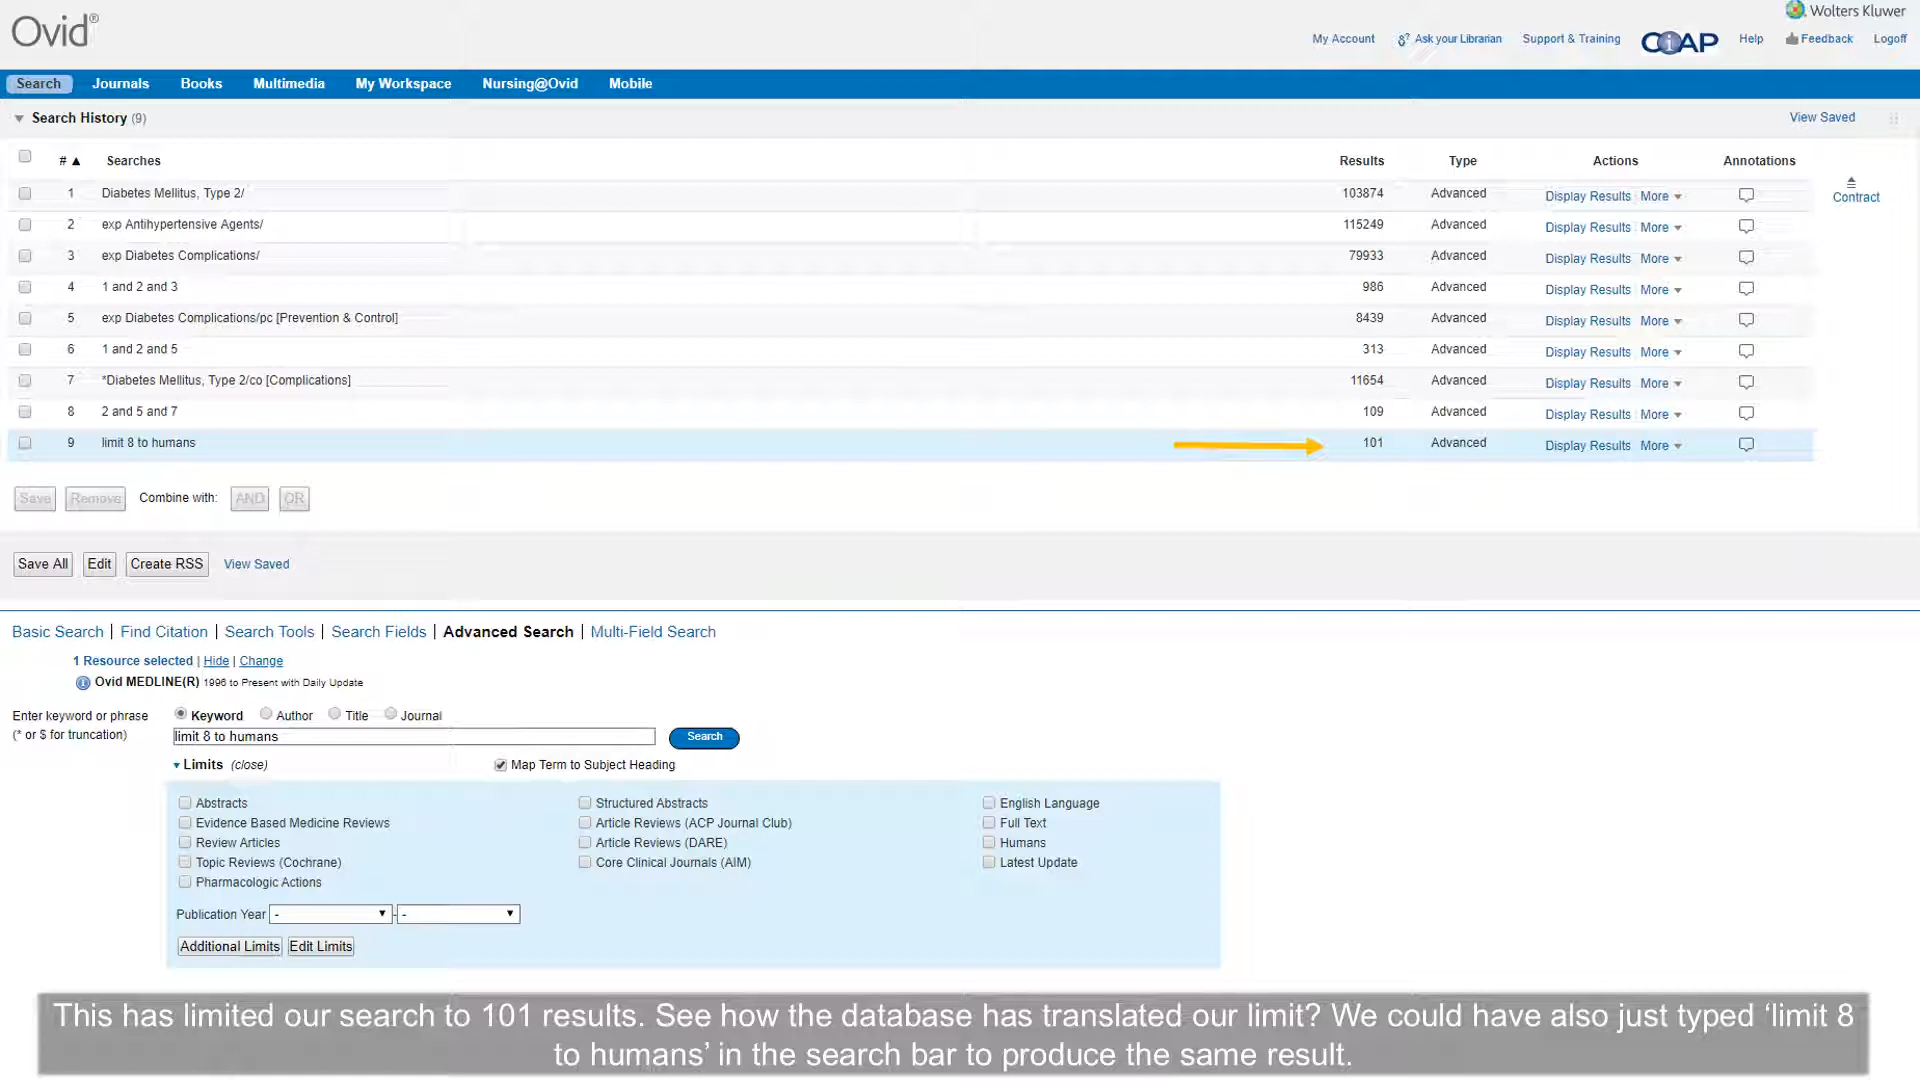 Ovid®
Wolters Kluwer
My Account Ask your Librarian Support & Training CIAP Help Feedback Logoff
Search Journals Books Multimedia My Workspace Nursing@Ovid Mobile
▼ Search History (9) View Saved
# ▲ Searches Results Type Actions Annotations
1 Diabetes Mellitus, Type 2/ 103874 Advanced Display Results More ▼
Contract
2 exp Antihypertensive Agents/ 115249 Advanced Display Results More ▼
3 exp Diabetes Complications/ 79933 Advanced Display Results More ▼
4 1 and 2 and 3 986 Advanced Display Results More ▼
5 exp Diabetes Complications/pc [Prevention & Control] 8439 Advanced Display Results More ▼
6 1 and 2 and 5 313 Advanced Display Results More ▼
7 *Diabetes Mellitus, Type 2/co [Complications] 11654 Advanced Display Results More ▼
8 2 and 5 and 7 109 Advanced Display Results More ▼
9 limit 8 to humans 101 Advanced Display Results More ▼
Save Remove Combine with: AND OR
Save All Edit Create RSS View Saved
Basic Search | Find Citation | Search Tools | Search Fields | Advanced Search | Multi-Field Search
1 Resource selected | Hide | Change
Ovid MEDLINE(R) 1996 to Present with Daily Update
Enter keyword or phrase Keyword Author Title Journal
(* or $ for truncation) limit 8 to humans Search
▼ Limits (close) Map Term to Subject Heading
Abstracts Structured Abstracts English Language
Evidence Based Medicine Reviews Article Reviews (ACP Journal Club) Full Text
Review Articles Article Reviews (DARE) Humans
Topic Reviews (Cochrane) Core Clinical Journals (AIM) Latest Update
Pharmacologic Actions
Publication Year - ▼ - - ▼
Additional Limits Edit Limits
This has limited our search to 101 results. See how the database has translated our limit? We could have also just typed ‘limit 8
to humans’ in the search bar to produce the same result.